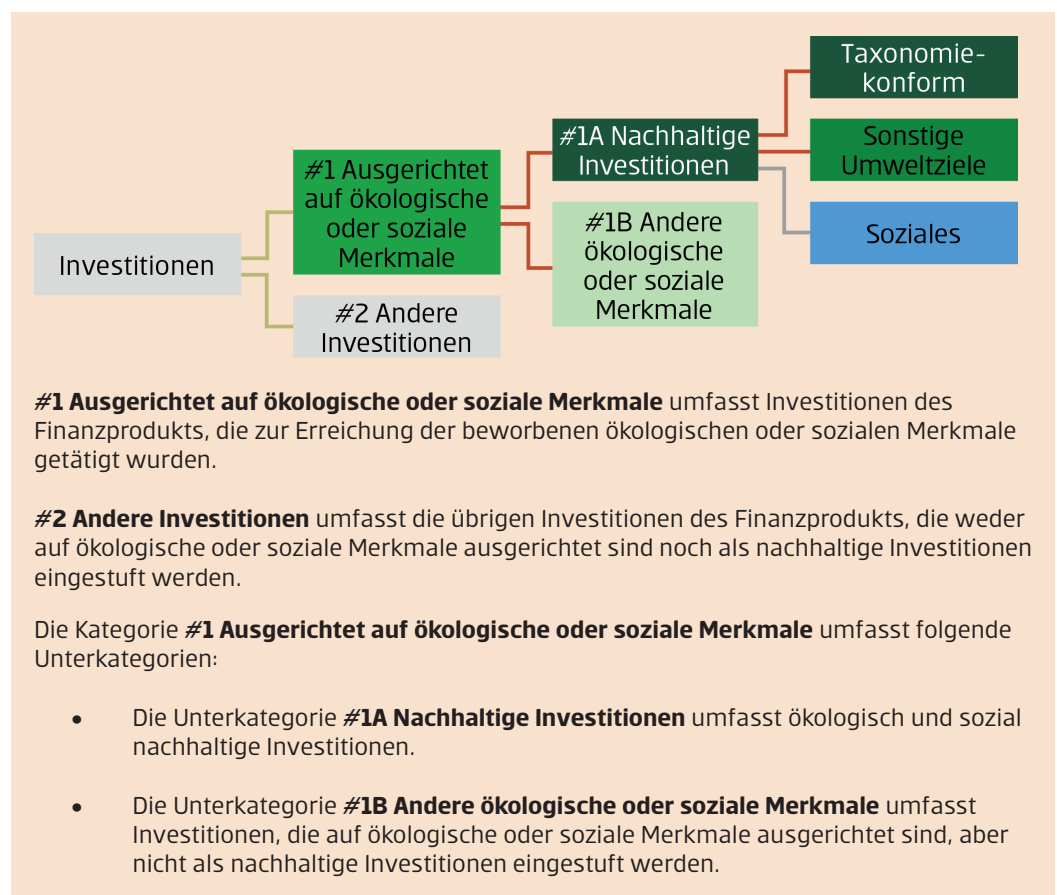 Taxonomie-
konform
#1A Nachhaltige
Investitionen
Sonstige
Umweltziele
#1 Ausgerichtet
auf ökologische
oder soziale
Merkmale
#1B Andere
ökologische
oder soziale
Merkmale
Soziales
Investitionen
#2 Andere
Investitionen
#1 Ausgerichtet auf ökologische oder soziale Merkmale umfasst Investitionen des
Finanzprodukts, die zur Erreichung der beworbenen ökologischen oder sozialen Merkmale
getätigt wurden.
#2 Andere Investitionen umfasst die übrigen Investitionen des Finanzprodukts, die weder
auf ökologische oder soziale Merkmale ausgerichtet sind noch als nachhaltige Investitionen
eingestuft werden.
Die Kategorie #1 Ausgerichtet auf ökologische oder soziale Merkmale umfasst folgende
Unterkategorien:
• Die Unterkategorie #1A Nachhaltige Investitionen umfasst ökologisch und sozial
nachhaltige Investitionen.
• Die Unterkategorie #1B Andere ökologische oder soziale Merkmale umfasst
Investitionen, die auf ökologische oder soziale Merkmale ausgerichtet sind, aber
nicht als nachhaltige Investitionen eingestuft werden.